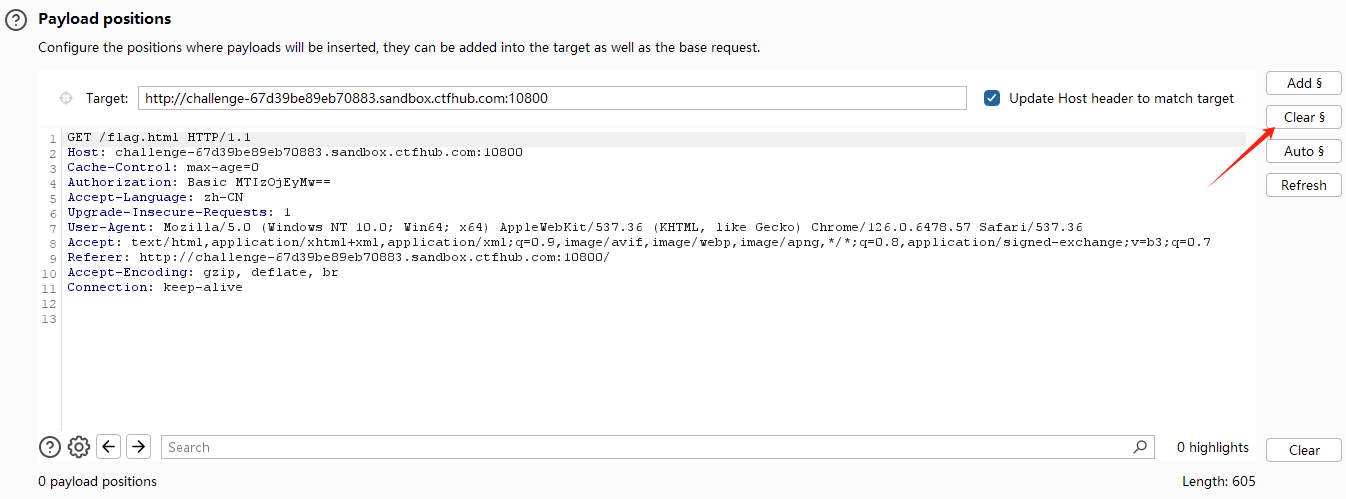 Payload positions
Configure the positions where payloads will be inserted, they can be added into the target as well as the base request.
Target: http://challenge-67d39be89eb70883.sandbox.ctfhub.com:10800 Update Host header to match target
Add §
Clear §
Auto §
Refresh
1 GET /flag.html HTTP/1.1
2 Host: challenge-67d39be89eb70883.sandbox.ctfhub.com:10800
3 Cache-Control: max-age=0
4 Authorization: Basic MTIzOjEyMw==
5 Accept-Language: zh-CN
6 Upgrade-Insecure-Requests: 1
7 User-Agent: Mozilla/5.0 (Windows NT 10.0; Win64; x64) AppleWebKit/537.36 (KHTML, like Gecko) Chrome/126.0.6478.57 Safari/537.36
8 Accept: text/html,application/xhtml+xml,application/xml;q=0.9,image/avif,image/webp,image/apng,*/*;q=0.8,application/signed-exchange;v=b3;q=0.7
9 Referer: http://challenge-67d39be89eb70883.sandbox.ctfhub.com:10800/
10 Accept-Encoding: gzip, deflate, br
11 Connection: keep-alive
12
13
Search
0 highlights
Clear
0 payload positions
Length: 605